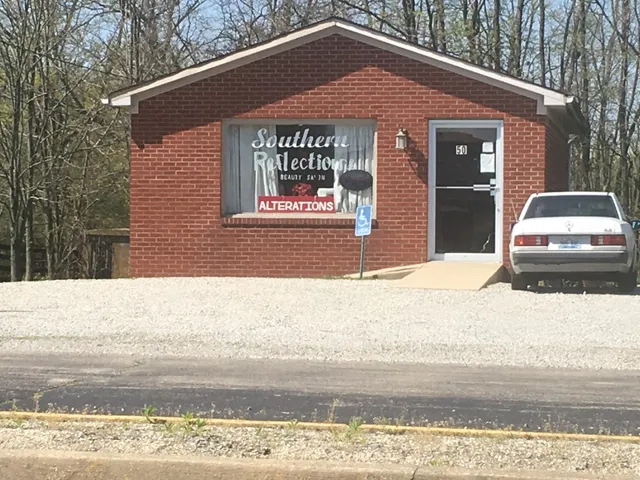 Southern
Reflections
BEAUTY SALON
ALTERATIONS
50